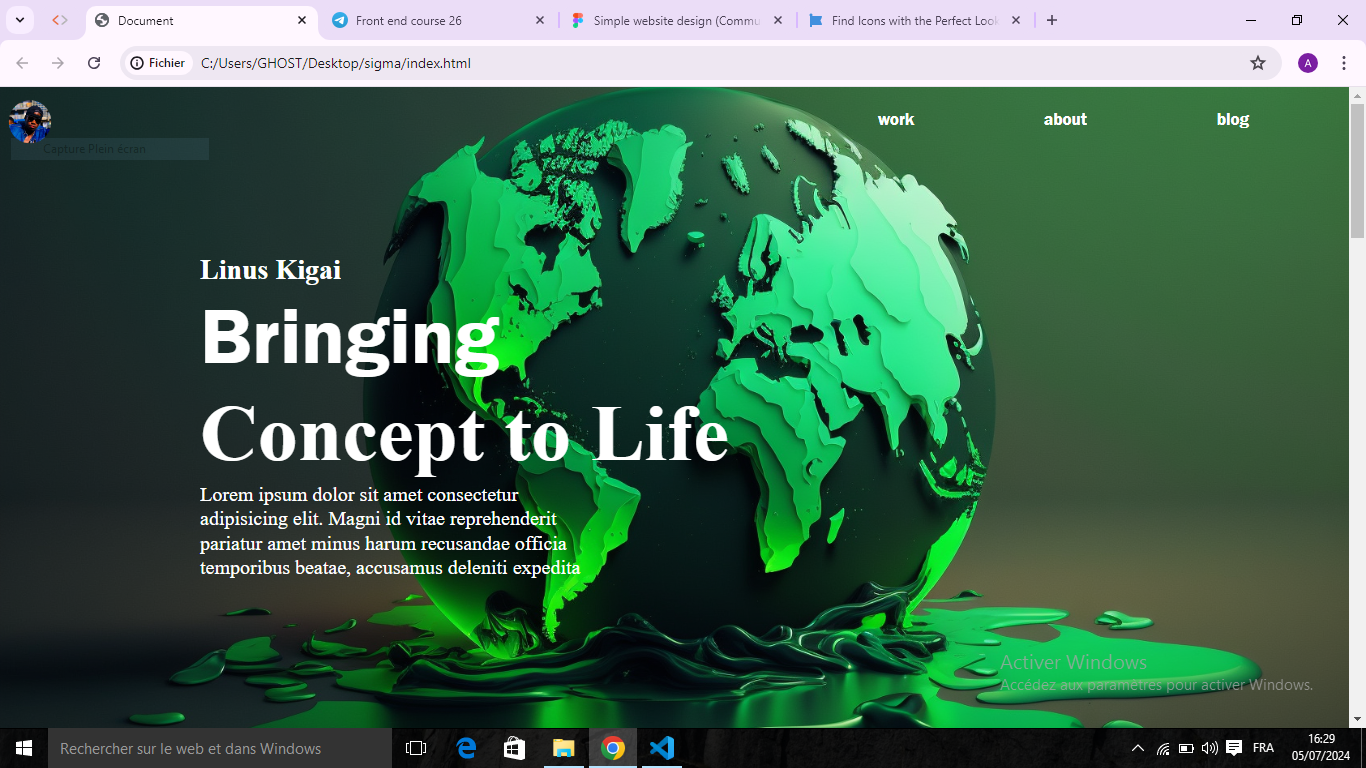 Document
Front end course 26
Simple website design (Commu
Find Icons with the Perfect Look
Fichier
C:/Users/GHOST/Desktop/sigma/index.html
A
work
about
blog
Capture Plein écran
Linus Kigai
Bringing
Concept to Life
Lorem ipsum dolor sit amet consectetur
adipisicing elit. Magni id vitae reprehenderit
pariatur amet minus harum recusandae officia
temporibus beatae, accusamus deleniti expedita
Activer Windows
Accédez aux paramètres pour activer Windows.
Rechercher sur le web et dans Windows
FRA
16:29
05/07/2024